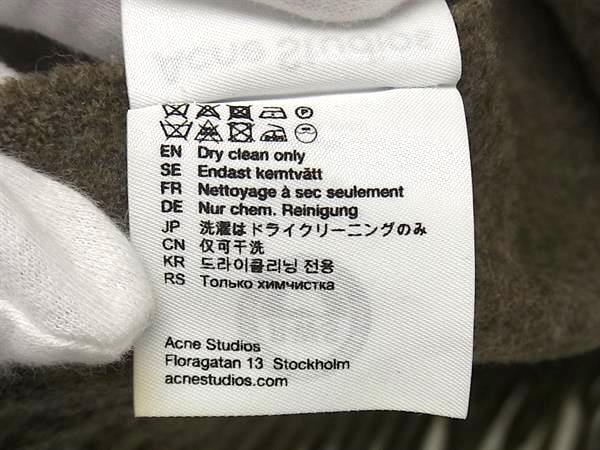 Acne Studios
EN Dry clean only
SE Endast kemtvätt
FR Nettoyage à sec seulement
DE Nur chem. Reinigung
JP 洗濯はドライクリーニングのみ
CN 仅可干洗
KR 드라이클리닝 전용
RS Только химчистка
Acne Studios
Floragatan 13 Stockholm
acnestudios.com